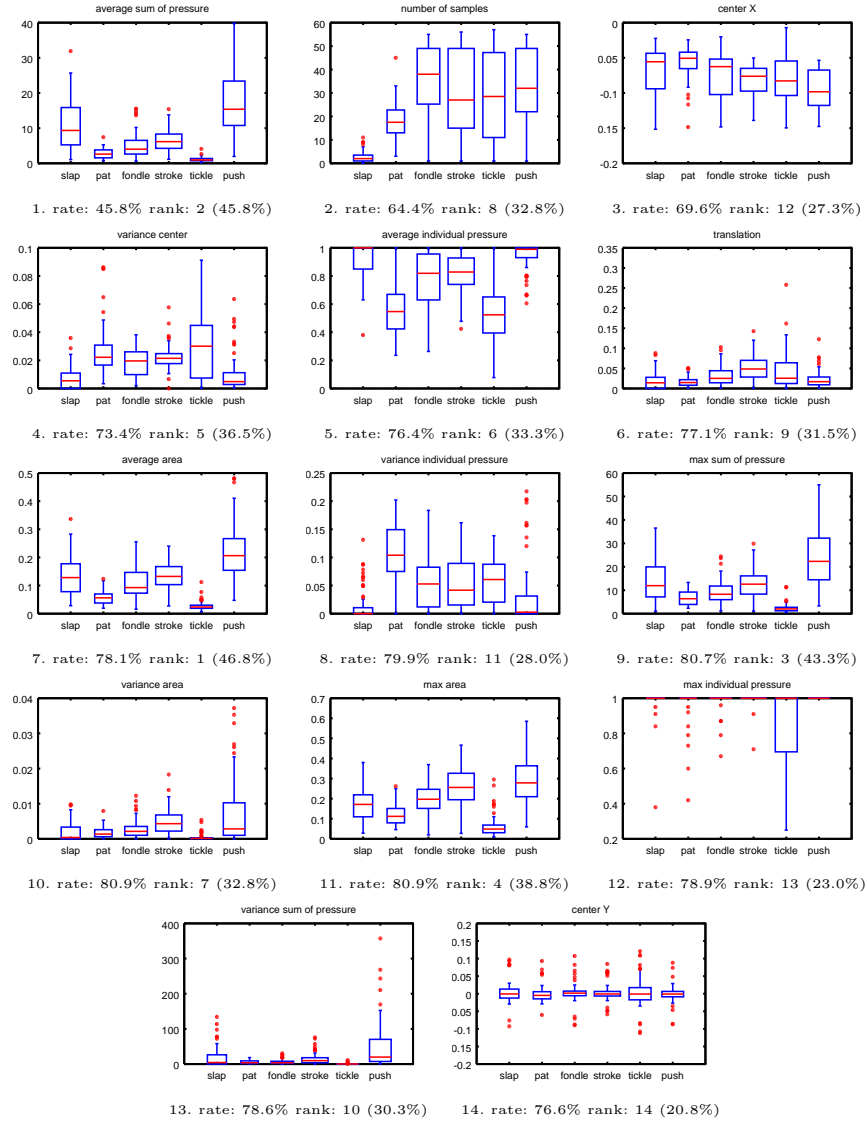 average sum of pressure
40
30
20
10
0
slap pat fondle stroke tickle push
1. rate: 45.8% rank: 2 (45.8%)
number of samples
60
50
40
30
20
10
0
slap pat fondle stroke tickle push
2. rate: 64.4% rank: 8 (32.8%)
center X
0
0.05
-0.1
-0.15
-0.2
slap pat fondle stroke tickle push
3. rate: 69.6% rank: 12 (27.3%)
variance center
0.1
0.08
0.06
0.04
0.02
0
slap pat fondle stroke tickle push
4. rate: 73.4% rank: 5 (36.5%)
average individual pressure
1
0.8
0.6
0.4
0.2
0
slap pat fondle stroke tickle push
5. rate: 76.4% rank: 6 (33.3%)
translation
0.35
0.3
0.25
0.2
0.15
0.1
0.05
0
slap pat fondle stroke tickle push
6. rate: 77.1% rank: 9 (31.5%)
average area
0.5
0.4
0.3
0.2
0.1
0
slap pat fondle stroke tickle push
7. rate: 78.1% rank: 1 (46.8%)
variance individual pressure
0.25
0.2
0.15
0.1
0.05
0
slap pat fondle stroke tickle push
8. rate: 79.9% rank: 11 (28.0%)
max sum of pressure
60
50
40
30
20
10
0
slap pat fondle stroke tickle push
9. rate: 80.7% rank: 3 (43.3%)
variance area
0.04
0.03
0.02
0.01
0
slap pat fondle stroke tickle push
10. rate: 80.9% rank: 7 (32.8%)
max area
0.7
0.6
0.5
0.4
0.3
0.2
0.1
0
slap pat fondle stroke tickle push
11. rate: 80.9% rank: 4 (38.8%)
max individual pressure
1
0.8
0.6
0.4
0.2
slap pat fondle stroke tickle push
12. rate: 78.9% rank: 13 (23.0%)
variance sum of pressure
400
300
200
100
0
slap pat fondle stroke tickle push
13. rate: 78.6% rank: 10 (30.3%)
center Y
0.2
0.15
0.1
0.05
0
-0.05
-0.1
-0.15
-0.2
slap pat fondle stroke tickle push
14. rate: 76.6% rank: 14 (20.8%)